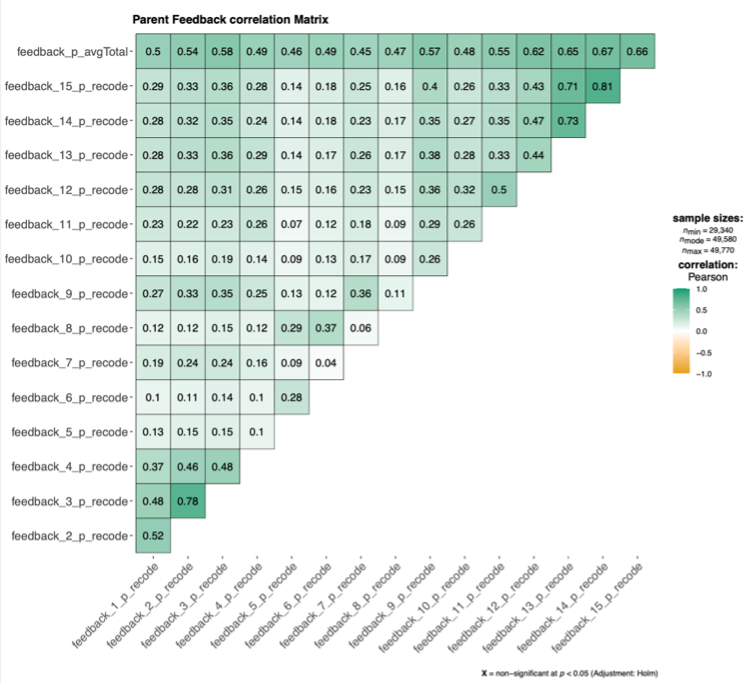 Parent Feedback correlation Matrix
feedback_p_avgTotal 0.5 0.54 0.58 0.49 0.46 0.49 0.45 0.47 0.57 0.48 0.55 0.62 0.65 0.67 0.66
feedback_15_p_recode 0.29 0.33 0.36 0.28 0.14 0.18 0.25 0.16 0.4 0.26 0.33 0.43 0.71 0.81
feedback_14_p_recode 0.28 0.32 0.35 0.24 0.14 0.18 0.23 0.17 0.35 0.27 0.35 0.47 0.73
feedback_13_p_recode 0.28 0.33 0.36 0.29 0.14 0.17 0.26 0.17 0.38 0.28 0.33 0.44
feedback_12_p_recode 0.28 0.28 0.31 0.26 0.15 0.16 0.23 0.15 0.36 0.32 0.5
feedback_11_p_recode 0.23 0.22 0.23 0.26 0.07 0.12 0.18 0.09 0.29 0.26
feedback_10_p_recode 0.15 0.16 0.19 0.14 0.09 0.13 0.17 0.09 0.26
feedback_9_p_recode 0.27 0.33 0.35 0.25 0.13 0.12 0.36 0.11
feedback_8_p_recode 0.12 0.12 0.15 0.12 0.29 0.37 0.06
feedback_7_p_recode 0.19 0.24 0.24 0.16 0.09 0.04
feedback_6_p_recode 0.1 0.11 0.14 0.1 0.28
feedback_5_p_recode 0.13 0.15 0.15 0.1
feedback_4_p_recode 0.37 0.46 0.48
feedback_3_p_recode 0.48 0.78
feedback_2_p_recode 0.52
feedback_1_p_recode
feedback_2_p_recode
feedback_3_p_recode
feedback_4_p_recode
feedback_5_p_recode
feedback_6_p_recode
feedback_7_p_recode
feedback_8_p_recode
feedback_9_p_recode
feedback_10_p_recode
feedback_11_p_recode
feedback_12_p_recode
feedback_13_p_recode
feedback_14_p_recode
feedback_15_p_recode
sample sizes:
nmin = 29,340
nmode = 49,580
nmax = 49,770
correlation:
Pearson
1.0
0.5
0.0
−0.5
−1.0
X = non−significant at p < 0.05 (Adjustment: Holm)